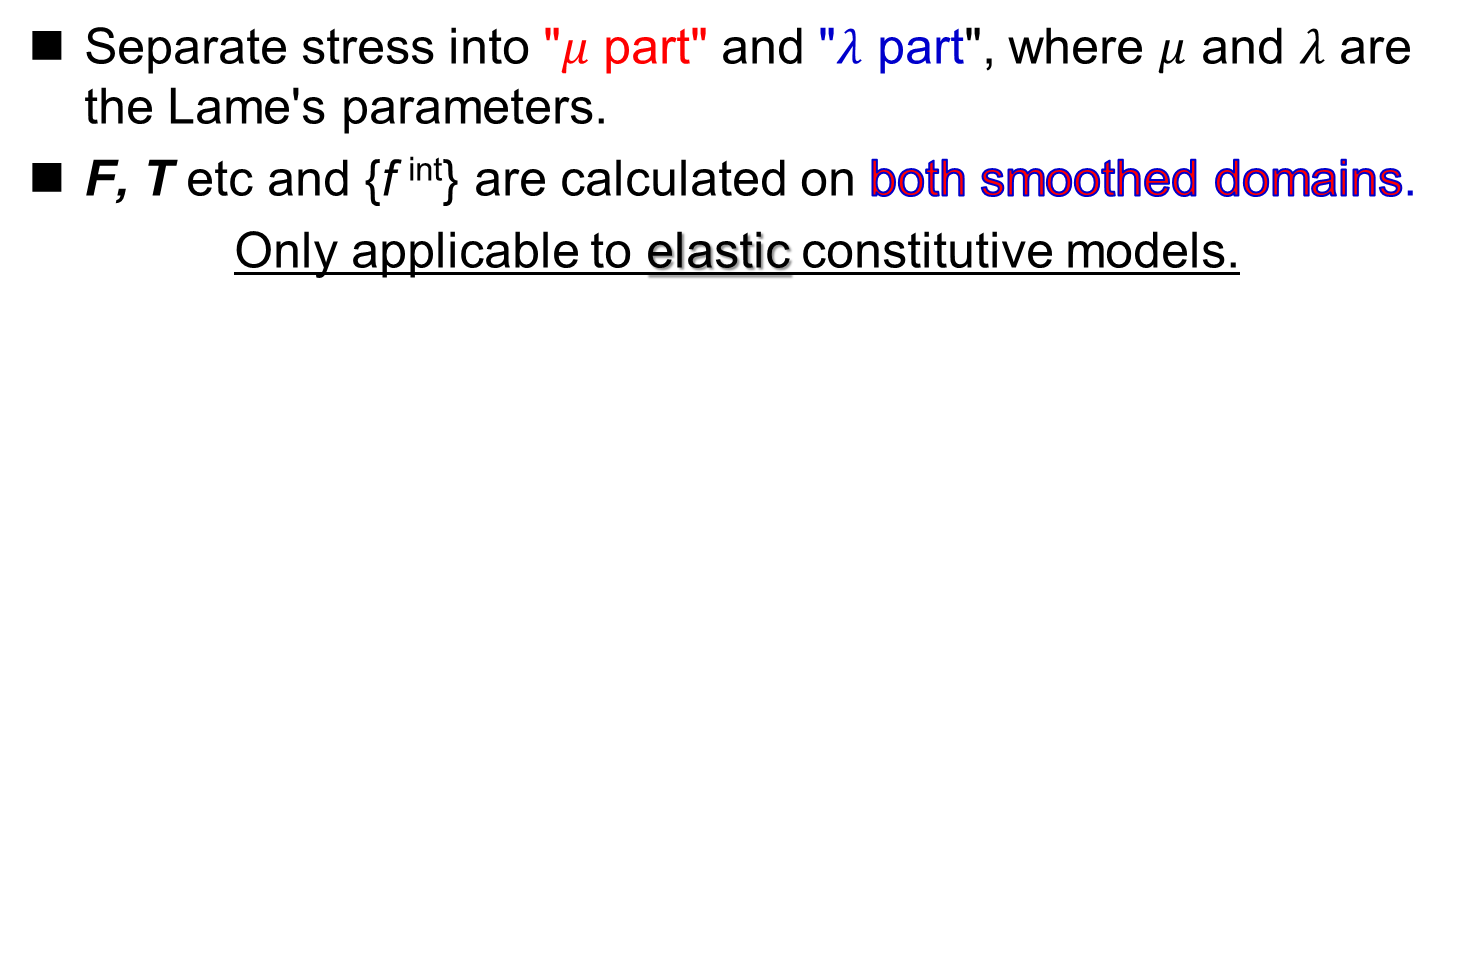 ■ Separate stress into "𝜇 part" and "𝜆 part", where 𝜇 and 𝜆 are
the Lame's parameters.
■ F, T etc and {f int} are calculated on both smoothed domains.
Only applicable to elastic constitutive models.